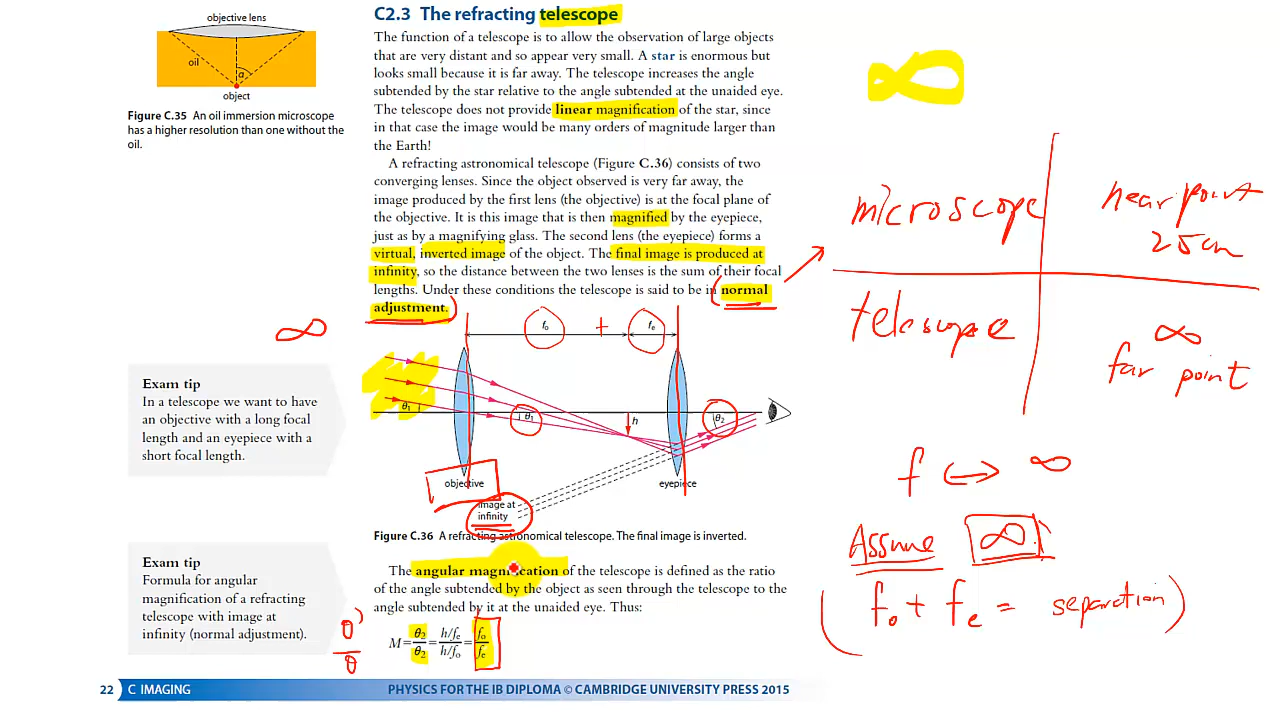 objective lens
oil
α
object
Figure C.35 An oil immersion microscope
has a higher resolution than one without the
oil.
C2.3 The refracting telescope
The function of a telescope is to allow the observation of large objects
that are very distant and so appear very small. A star is enormous but
looks small because it is far away. The telescope increases the angle
subtended by the star relative to the angle subtended at the unaided eye.
The telescope does not provide linear magnification of the star, since
in that case the image would be many orders of magnitude larger than
the Earth!
A refracting astronomical telescope (Figure C.36) consists of two
converging lenses. Since the object observed is very far away, the
image produced by the first lens (the objective) is at the focal plane of
the objective. It is this image that is then magnified by the eyepiece,
just as by a magnifying glass. The second lens (the eyepiece) forms a
virtual, inverted image of the object. The final image is produced at
infinity, so the distance between the two lenses is the sum of their focal
lengths. Under these conditions the telescope is said to be in normal
adjustment.
fo + fe
θ1 θ1 h θ2
objective
eyepiece
image at
infinity
Figure C.36 A refracting astronomical telescope. The final image is inverted.
The angular magnification of the telescope is defined as the ratio
of the angle subtended by the object as seen through the telescope to the
angle subtended by it at the unaided eye. Thus:
M = θ2/θ2 = h/fe / h/fo = fo/fe
∞
Exam tip
In a telescope we want to have
an objective with a long focal
length and an eyepiece with a
short focal length.
Exam tip
Formula for angular
magnification of a refracting
telescope with image at
infinity (normal adjustment).
θ'
θ
∞
microscope
near point
25cm
telescope
∞
far point
f ↔ ∞
Assume ∞
(fo + fe = separation)
22 C IMAGING
PHYSICS FOR THE IB DIPLOMA © CAMBRIDGE UNIVERSITY PRESS 2015